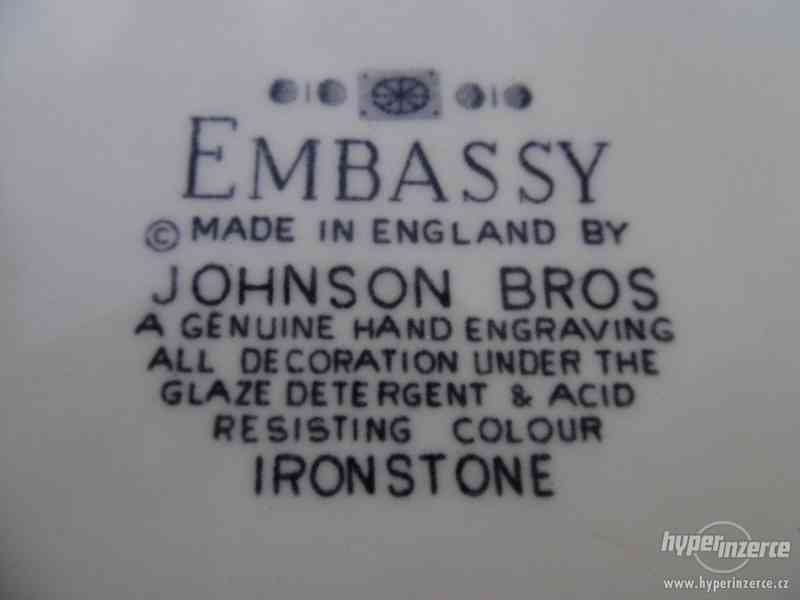 EMBASSY
© MADE IN ENGLAND BY
JOHNSON BROS
A GENUINE HAND ENGRAVING
ALL DECORATION UNDER THE
GLAZE DETERGENT & ACID
RESISTING COLOUR
IRONSTONE
hyperinzerce
www.hyperinzerce.cz